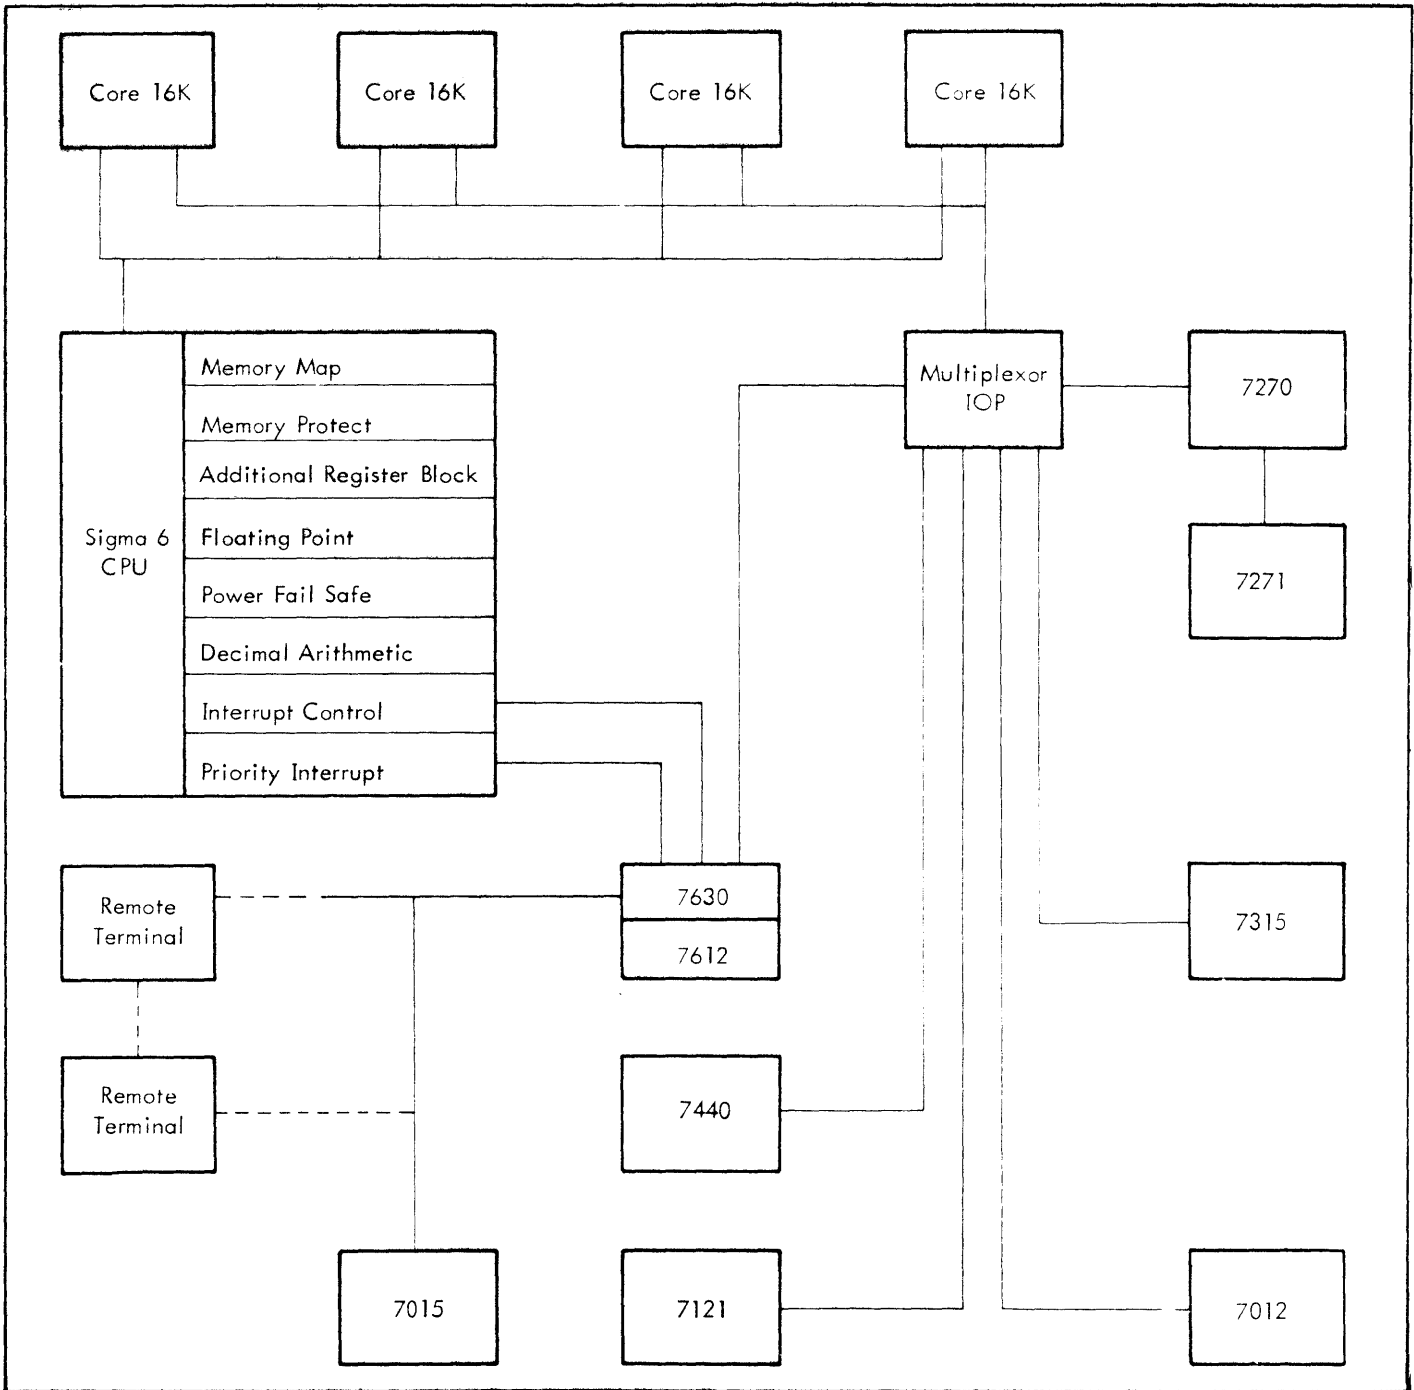 Core 16K
Core 16K
Core 16K
Core 16K
Sigma 6
CPU
Memory Map
Memory Protect
Additional Register Block
Floating Point
Power Fail Safe
Decimal Arithmetic
Interrupt Control
Priority Interrupt
Multiplexor
IOP
7270
7271
Remote
Terminal
7630
7612
7315
Remote
Terminal
7440
7015
7121
7012